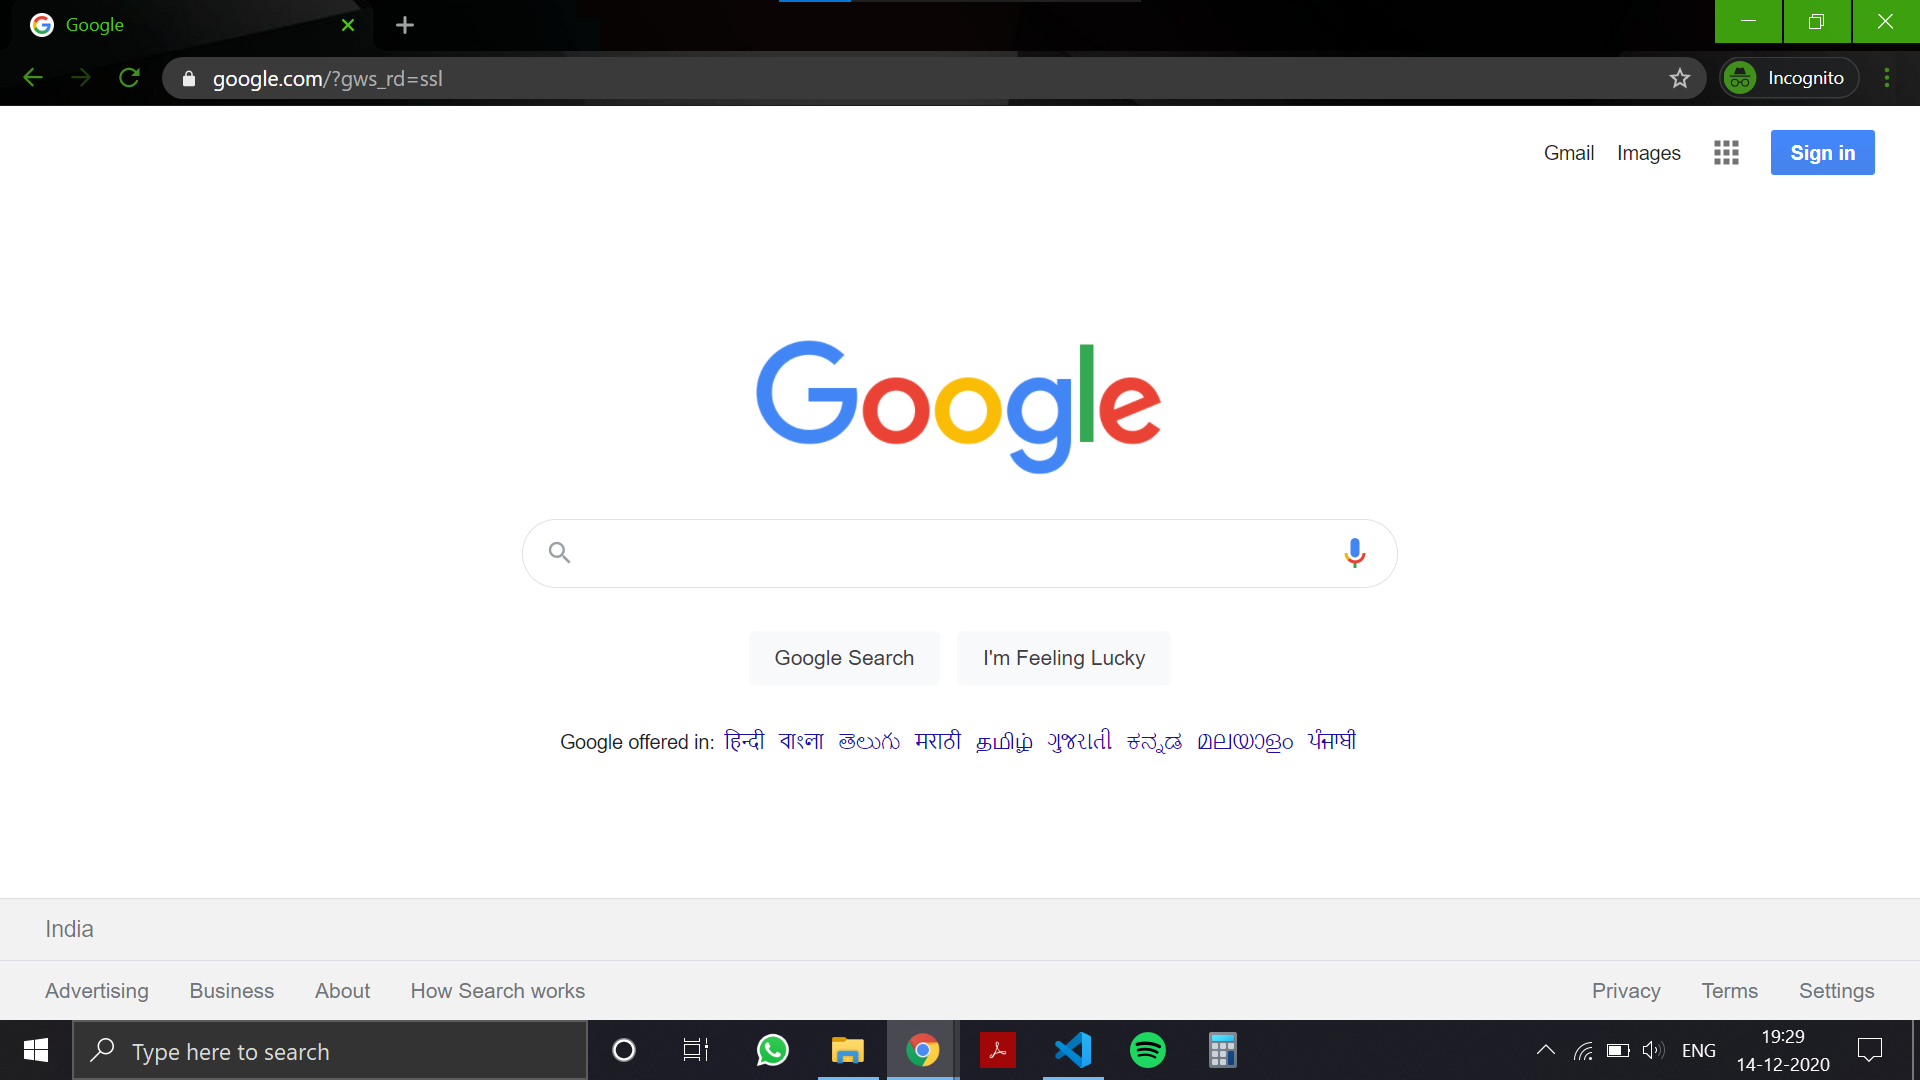 Google
google.com/?gws_rd=ssl
Incognito
Gmail Images Sign in
Google
Google Search I'm Feeling Lucky
Google offered in: हिन्दी বাংলা తెలుగు मराठी தமிழ் ગુજરાતી ಕನ್ನಡ മലയാളം ਪੰਜਾਬੀ
India
Advertising Business About How Search works Privacy Terms Settings
Type here to search ENG 19:29
14-12-2020